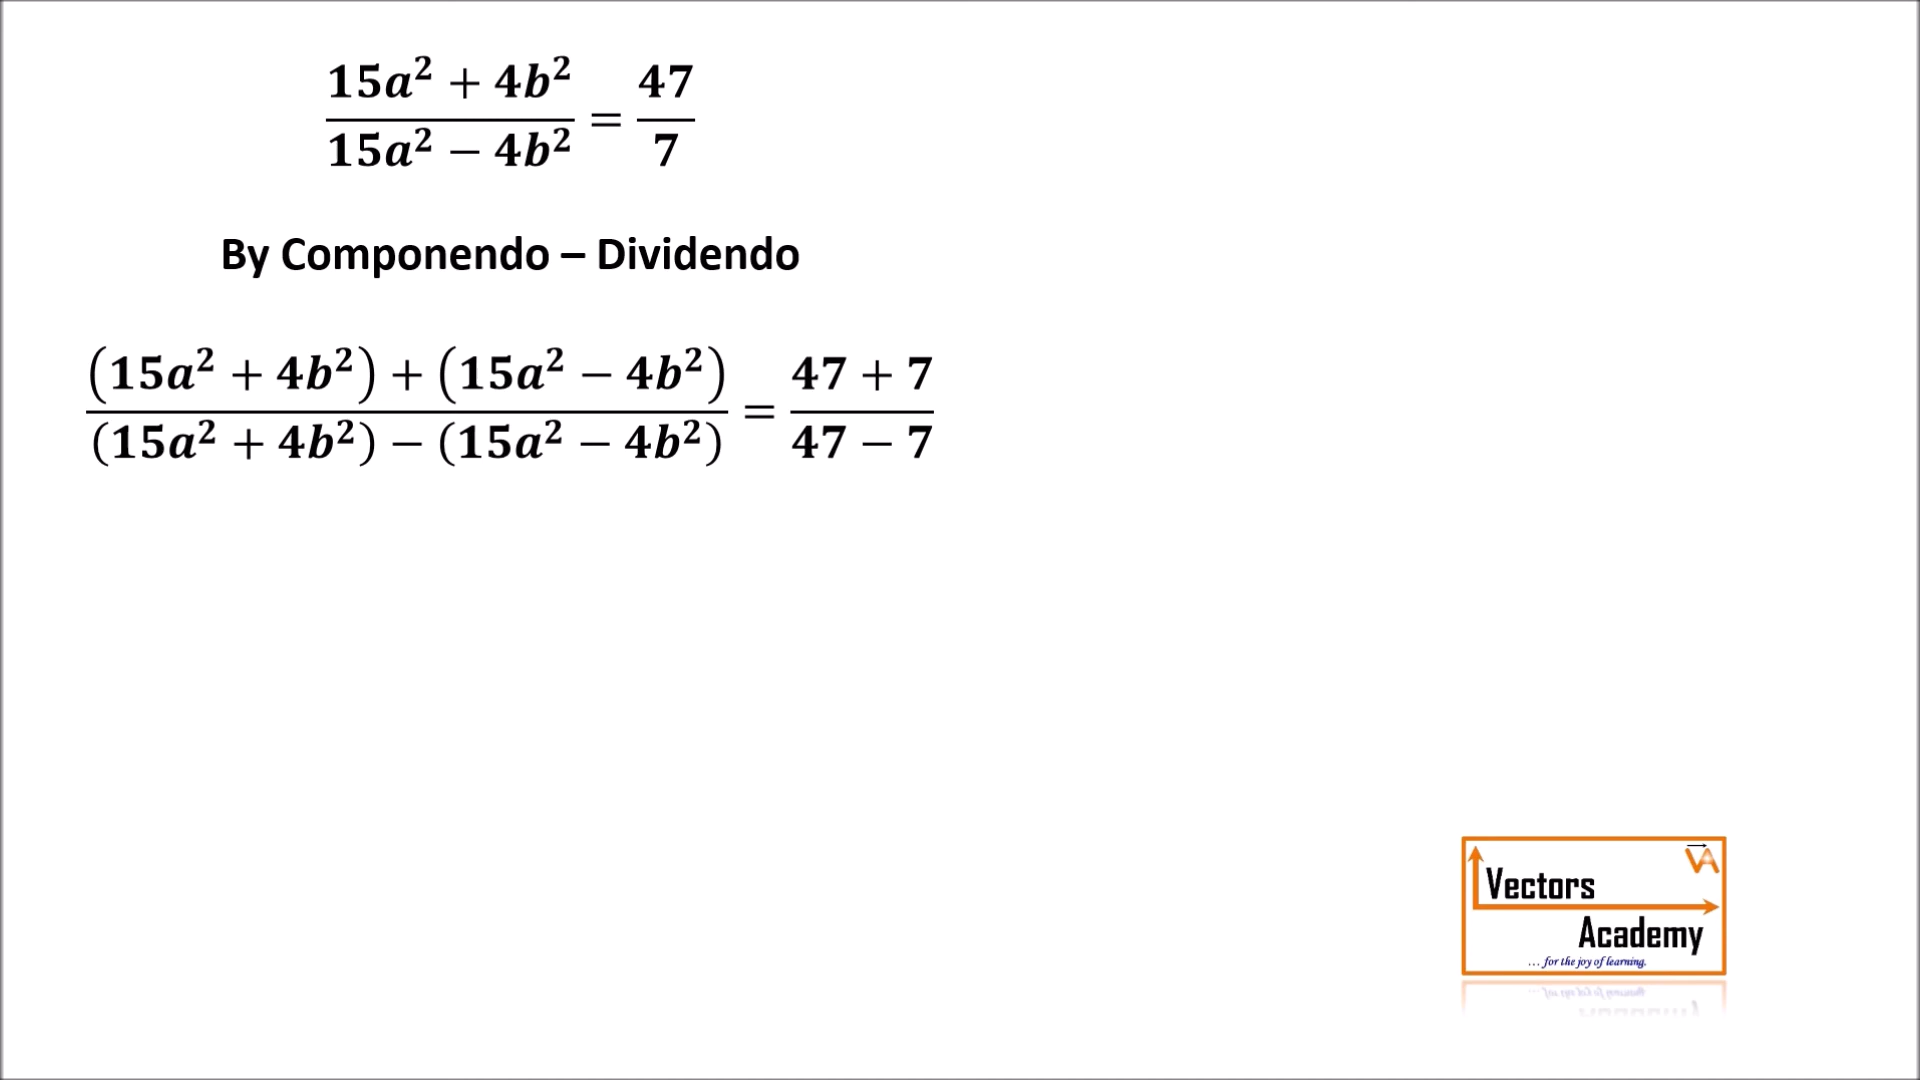 15a² + 4b² / 15a² − 4b² = 47 / 7
By Componendo – Dividendo
(15a² + 4b²) + (15a² − 4b²) / (15a² + 4b²) − (15a² − 4b²) = 47 + 7 / 47 − 7
VA
Vectors
Academy
... for the joy of learning.